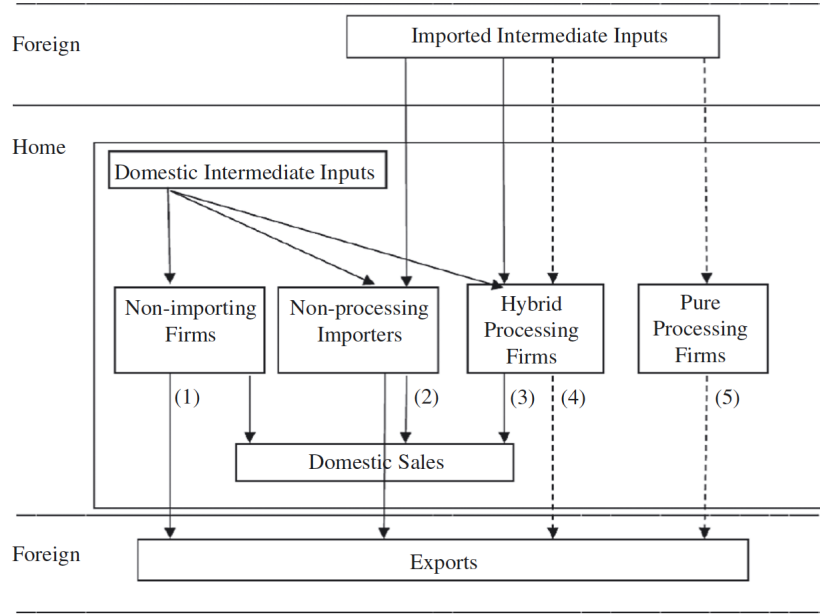 Foreign
Imported Intermediate Inputs
Home
Domestic Intermediate Inputs
Non-importing
Firms
Non-processing
Importers
Hybrid
Processing
Firms
Pure
Processing
Firms
(1)
(2)
(3)
(4)
(5)
Domestic Sales
Foreign
Exports